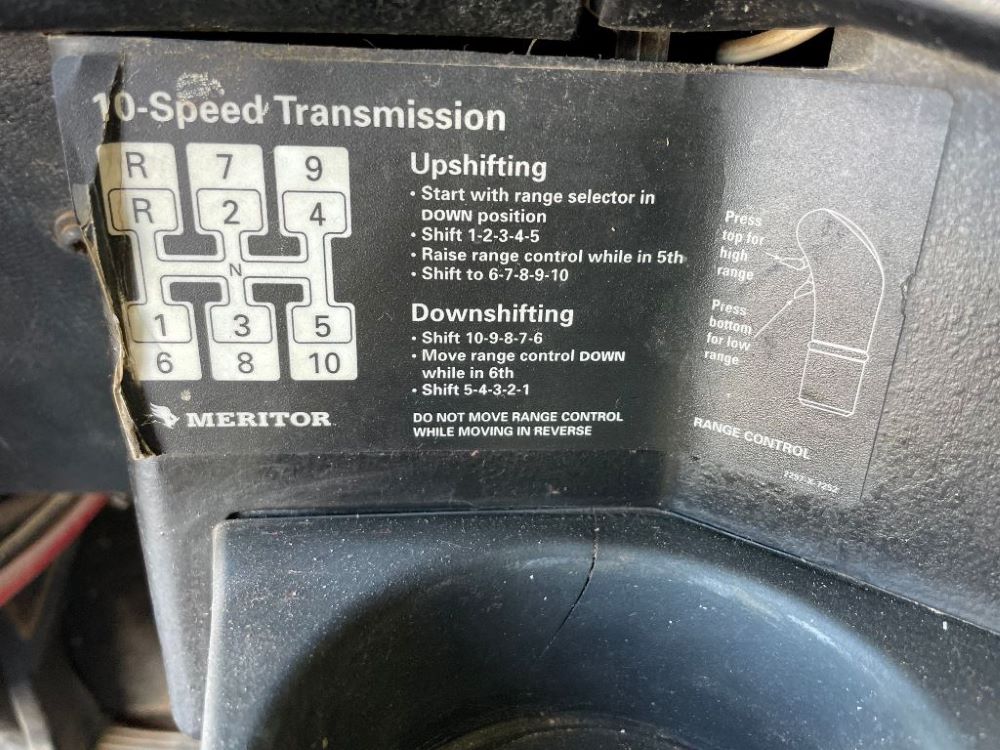 10-Speed Transmission
R 7 9
R 2 4
N
1 3 5
6 8 10
MERITOR
Upshifting
• Start with range selector in
DOWN position
• Shift 1-2-3-4-5
• Raise range control while in 5th
• Shift to 6-7-8-9-10
Downshifting
• Shift 10-9-8-7-6
• Move range control DOWN
while in 6th
• Shift 5-4-3-2-1
DO NOT MOVE RANGE CONTROL
WHILE MOVING IN REVERSE
Press
top for
high
range
Press
bottom
for low
range
RANGE CONTROL